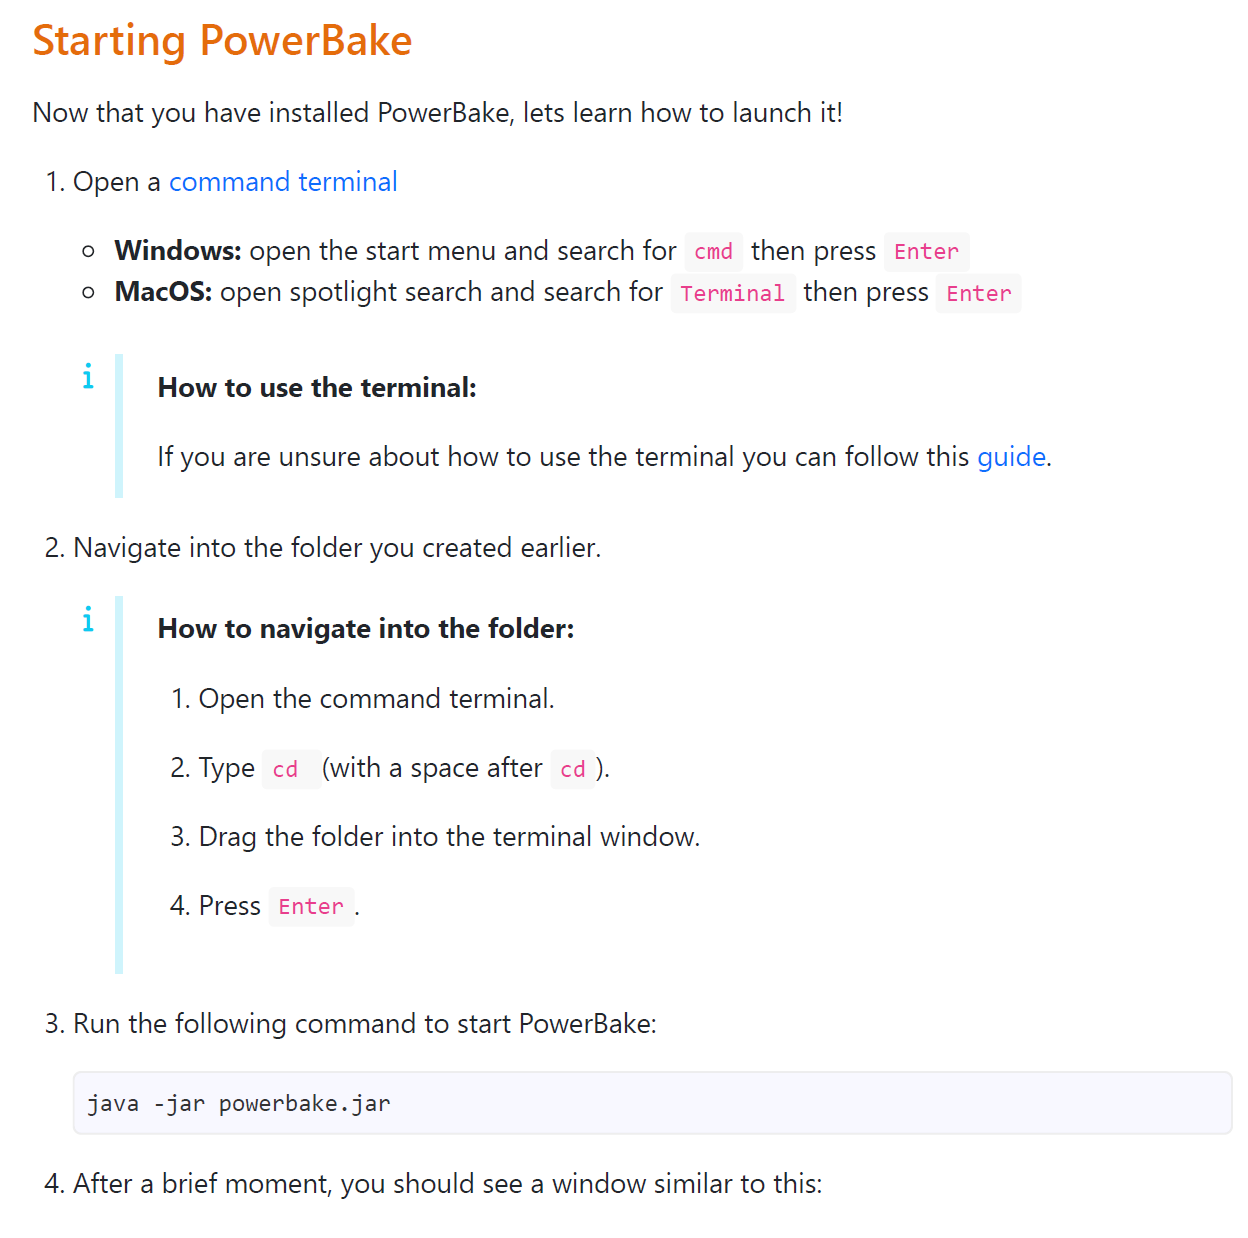 Starting PowerBake
Now that you have installed PowerBake, lets learn how to launch it!
1. Open a command terminal
Windows: open the start menu and search for cmd then press Enter
MacOS: open spotlight search and search for Terminal then press Enter
i
How to use the terminal:
If you are unsure about how to use the terminal you can follow this guide.
2. Navigate into the folder you created earlier.
i
How to navigate into the folder:
1. Open the command terminal.
2. Type cd (with a space after cd ).
3. Drag the folder into the terminal window.
4. Press Enter .
3. Run the following command to start PowerBake:
java -jar powerbake.jar
4. After a brief moment, you should see a window similar to this: